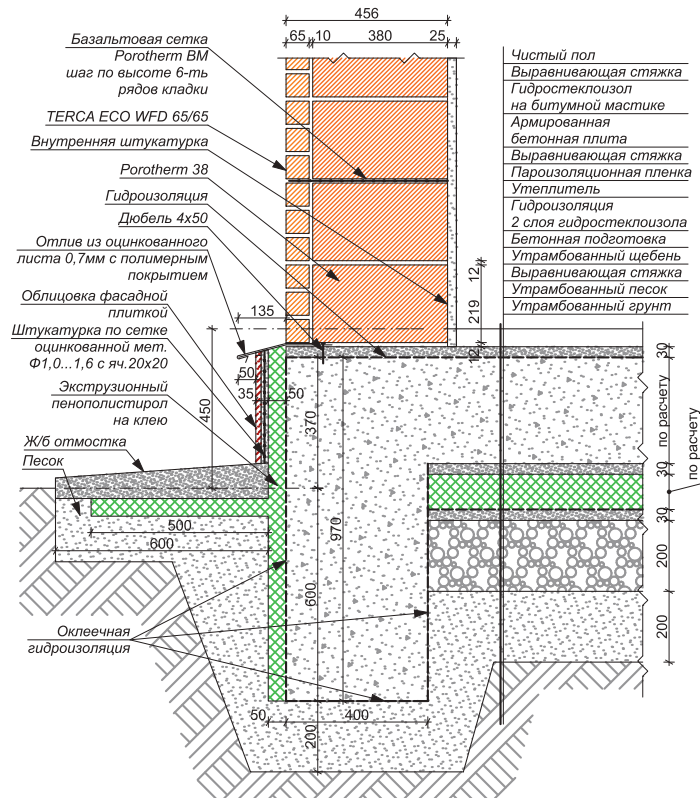 456
65
10
380
25
Базальтовая сетка
Porotherm BM
шаг по высоте 6-ть
рядов кладки
TERCA ECO WFD 65/65
Внутренняя штукатурка
Porotherm 38
Гидроизоляция
Дюбель 4х50
Отлив из оцинкованного
листа 0,7мм с полимерным
покрытием
Облицовка фасадной
плиткой
Штукатурка по сетке
оцинкованной мет.
Ф1,0...1,6 с яч.20х20
Экструзионный
пенополистирол
на клею
Ж/б отмостка
Песок
Оклеечная
гидроизоляция
Чистый пол
Выравнивающая стяжка
Гидростеклоизол
на битумной мастике
Армированная
бетонная плита
Выравнивающая стяжка
Пароизоляционная пленка
Утеплитель
Гидроизоляция
2 слоя гидростеклоизола
Бетонная подготовка
Утрамбованный щебень
Выравнивающая стяжка
Утрамбованный песок
Утрамбованный грунт
135
12
219
12
450
50
35
50
370
970
600
500
600
50
400
200
30
по расчету
30
30
200
200
по расчету